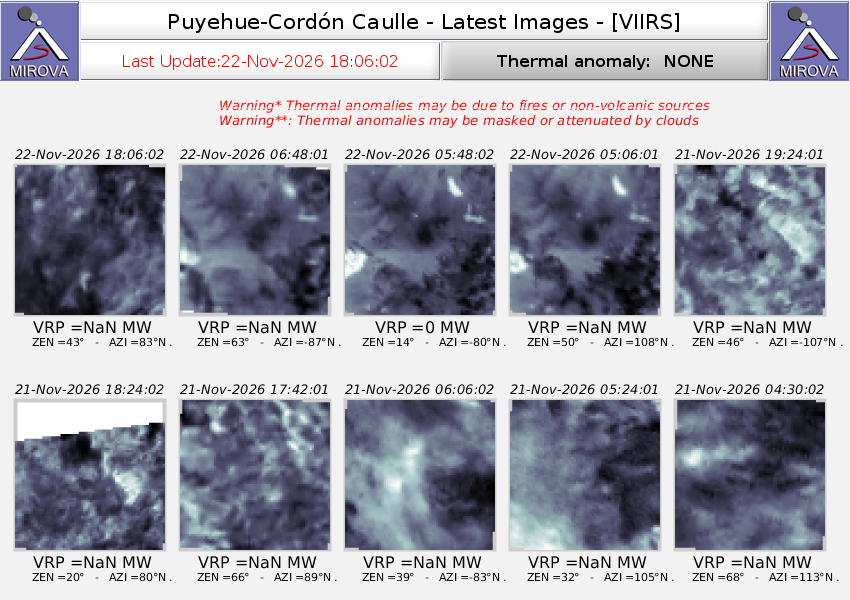 Puyehue-Cordón Caulle - Latest Images - [VIIRS]
MIROVA
MIROVA
Last Update:22-Nov-2026 18:06:02
Thermal anomaly: NONE
Warning* Thermal anomalies may be due to fires or non-volcanic sources
Warning**: Thermal anomalies may be masked or attenuated by clouds
22-Nov-2026 18:06:02
22-Nov-2026 06:48:01
22-Nov-2026 05:48:02
22-Nov-2026 05:06:01
21-Nov-2026 19:24:01
VRP =NaN MW
VRP =NaN MW
VRP =0 MW
VRP =NaN MW
VRP =NaN MW
ZEN =43° - AZI =83°N .
ZEN =63° - AZI =-87°N .
ZEN =14° - AZI =-80°N .
ZEN =50° - AZI =108°N .
ZEN =46° - AZI =-107°N .
21-Nov-2026 18:24:02
21-Nov-2026 17:42:01
21-Nov-2026 06:06:02
21-Nov-2026 05:24:01
21-Nov-2026 04:30:02
VRP =NaN MW
VRP =NaN MW
VRP =NaN MW
VRP =NaN MW
VRP =NaN MW
ZEN =20° - AZI =80°N .
ZEN =66° - AZI =89°N .
ZEN =39° - AZI =-83°N .
ZEN =32° - AZI =105°N .
ZEN =68° - AZI =113°N .